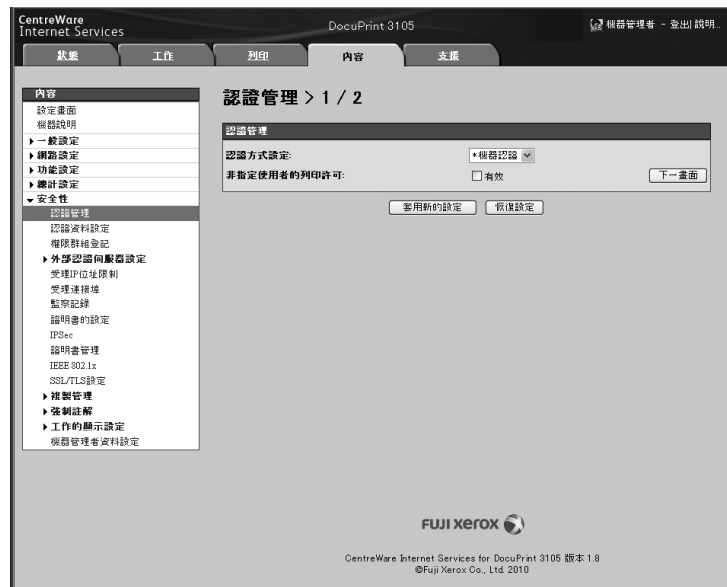 CentreWare
Internet Services
DocuPrint 3105
機器管理者 - 登出| 說明...
狀態
工作
列印
內容
支援
內容
設定畫面
機器說明
一般設定
網路設定
功能設定
總計設定
安全性
認證管理
認證資料設定
權限群組登記
外部認證伺服器設定
受理IP位址限制
受理連接埠
監察記錄
證明書的設定
IPSec
證明書管理
IEEE 802.1x
SSL/TLS設定
複製管理
強制註解
工作的顯示設定
機器管理者資料設定
認證管理 > 1 / 2
認證管理
認證方式設定:
*機器認證
非指定使用者的列印許可:
有效
下一畫面
套用新的設定
恢復設定
FUJI xerox
CentreWare Internet Services for DocuPrint 3105 版本 1.8
©Fuji Xerox Co., Ltd. 2010